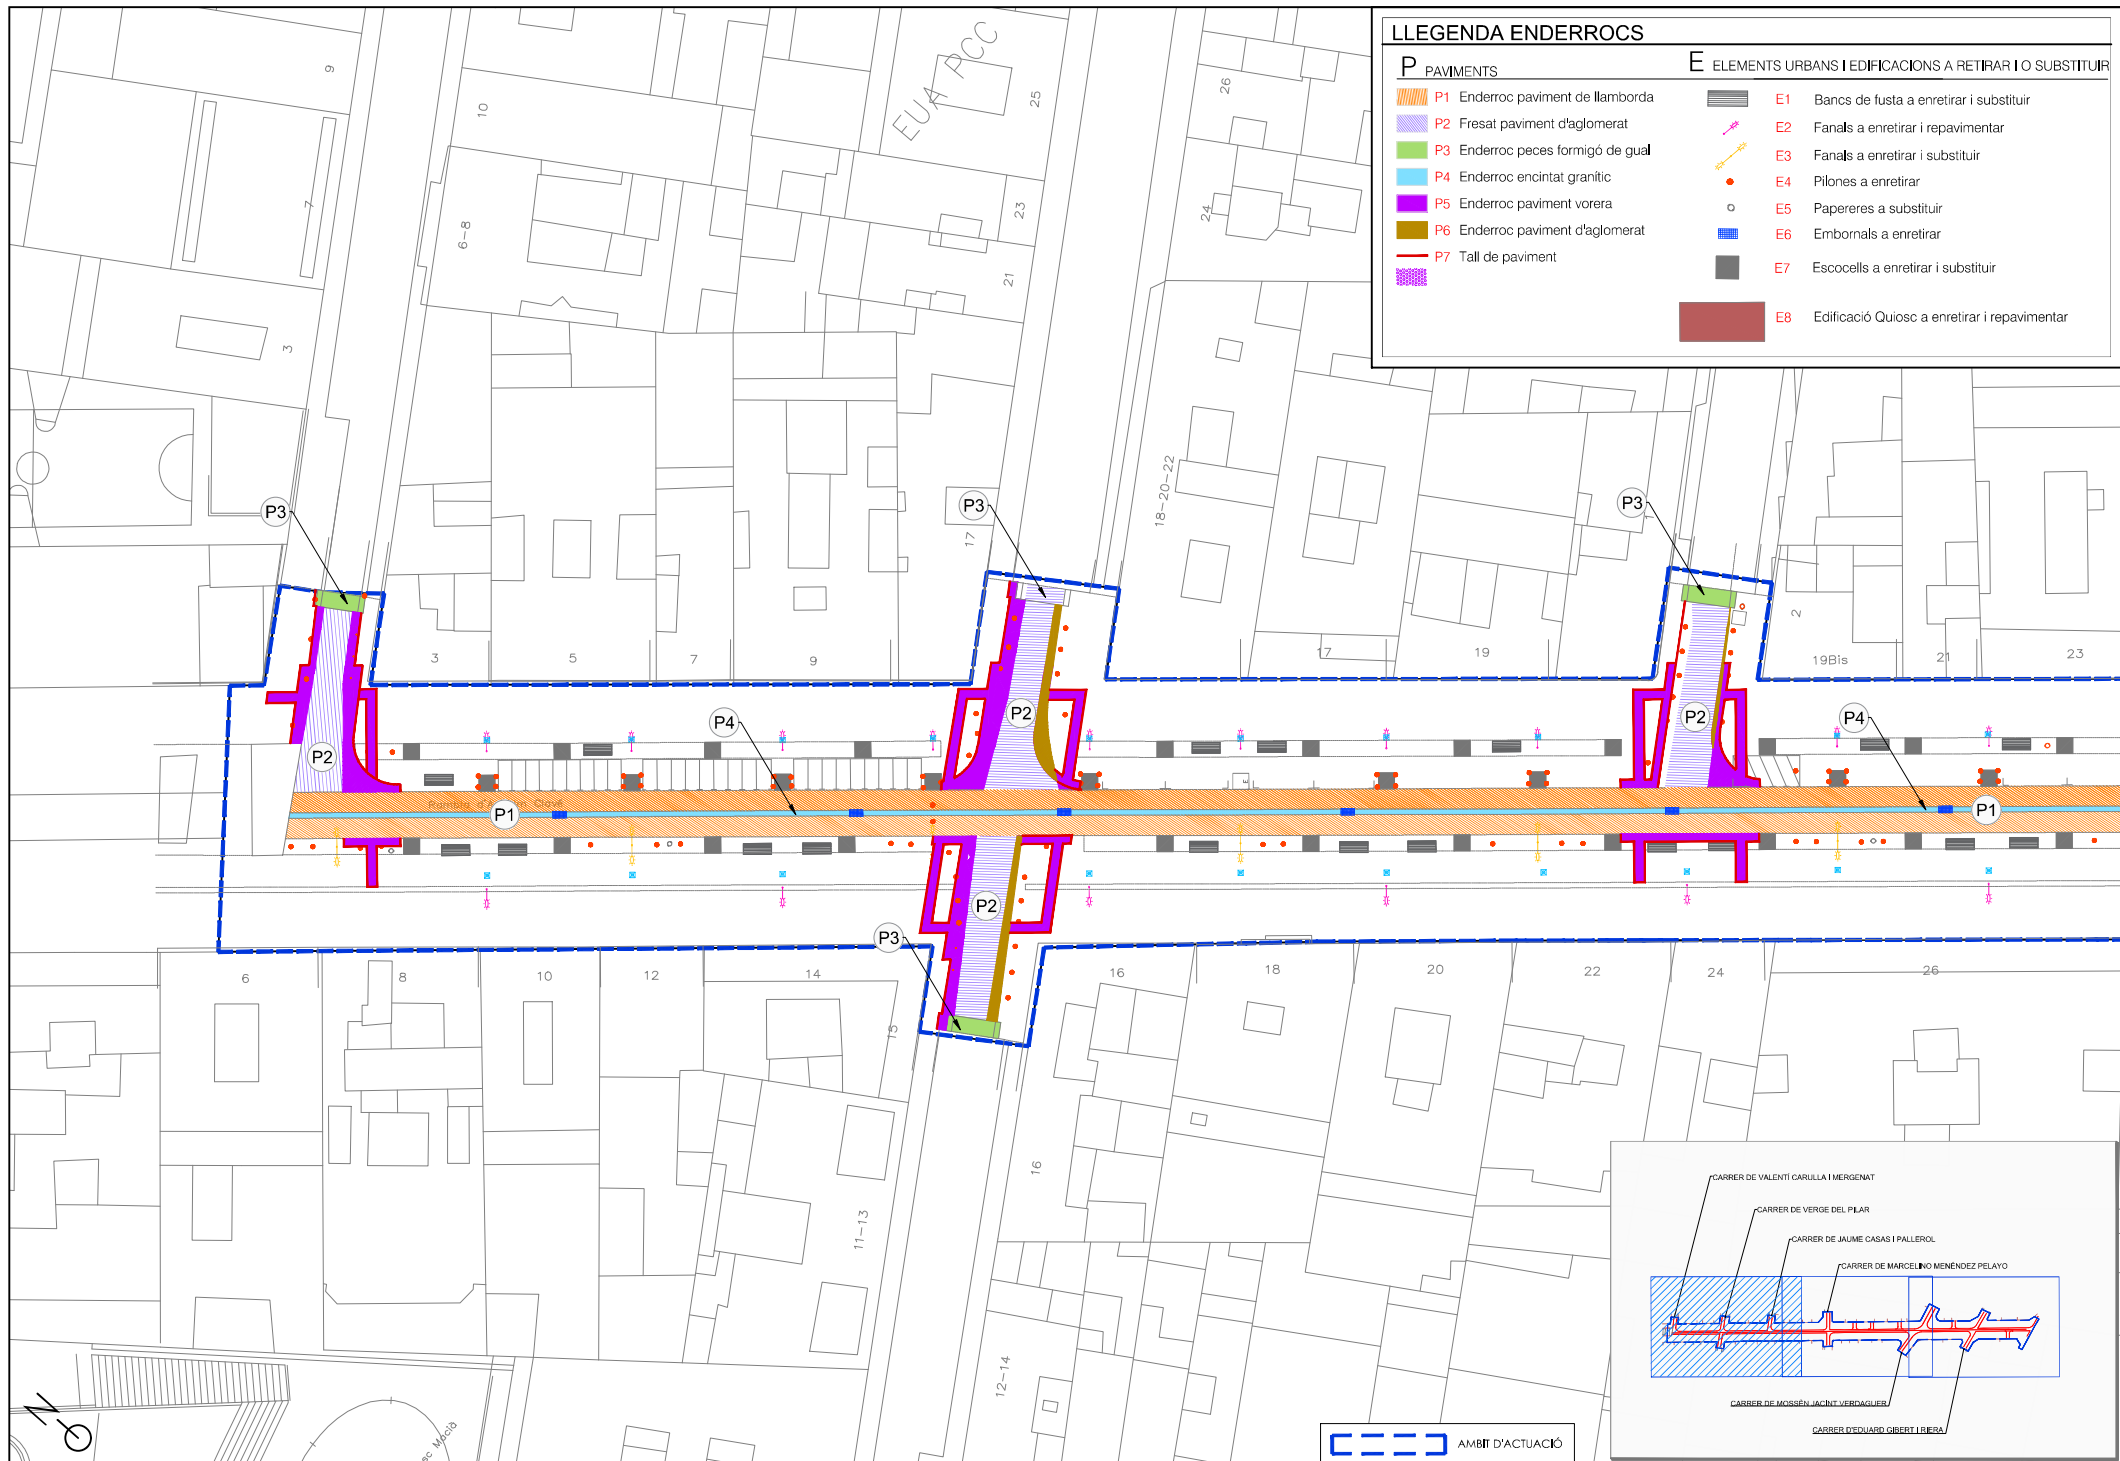 LLEGENDA ENDERROCS
P PAVIMENTS
P1 Enderroc paviment de llamborda
P2 Fresat paviment d'aglomerat
P3 Enderroc peces formigó de gual
P4 Enderroc encintat granític
P5 Enderroc paviment vorera
P6 Enderroc paviment d'aglomerat
P7 Tall de paviment
E ELEMENTS URBANS I EDIFICACIONS A RETIRAR I O SUBSTITUIR
E1 Bancs de fusta a enretirar i substituir
E2 Fanals a enretirar i repavimentar
E3 Fanals a enretirar i substituir
E4 Pilones a enretirar
E5 Papereres a substituir
E6 Embornals a enretirar
E7 Escocells a enretirar i substituir
E8 Edificació Quiosc a enretirar i repavimentar
9
10
EUA PCC
25
26
7
6-8
23
24
21
3
18-20-22
P3
P3
17
P3
1
2
3
5
7
9
17
19
19Bis
21
23
P2
P4
P2
P2
P4
P1
P1
E
P2
P3
6
8
10
12
14
16
18
20
22
24
26
15
16
11-13
12-14
N
CARRER DE VALENTÍ CARULLA I MERGENAT
CARRER DE VERGE DEL PILAR
CARRER DE JAUME CASAS I PALLEROL
CARRER DE MARCELINO MENÉNDEZ PELAYO
CARRER DE MOSSÈN JACINT VERDAGUER
CARRER D'EDUARD GIBERT I RIERA
AMBIT D'ACTUACIÓ